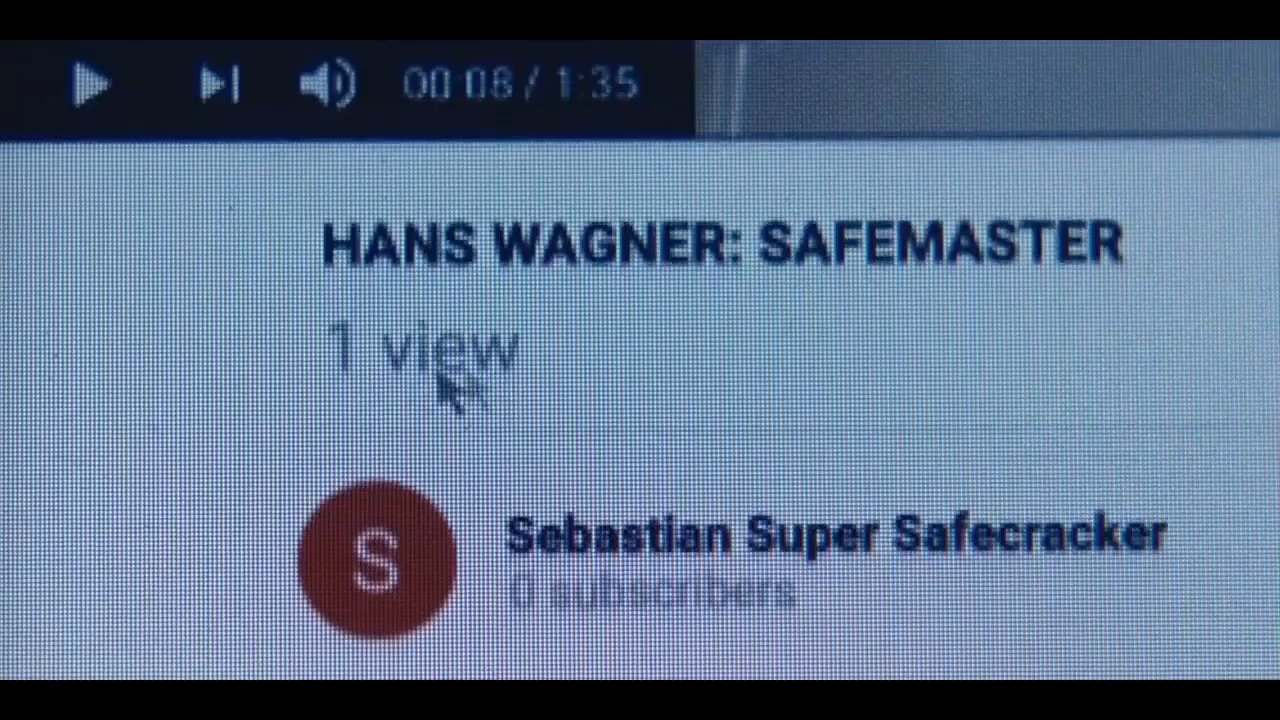 00:08 / 1:35
HANS WAGNER: SAFEMASTER
1 view
S
Sebastian Super Safecracker
0 subscribers